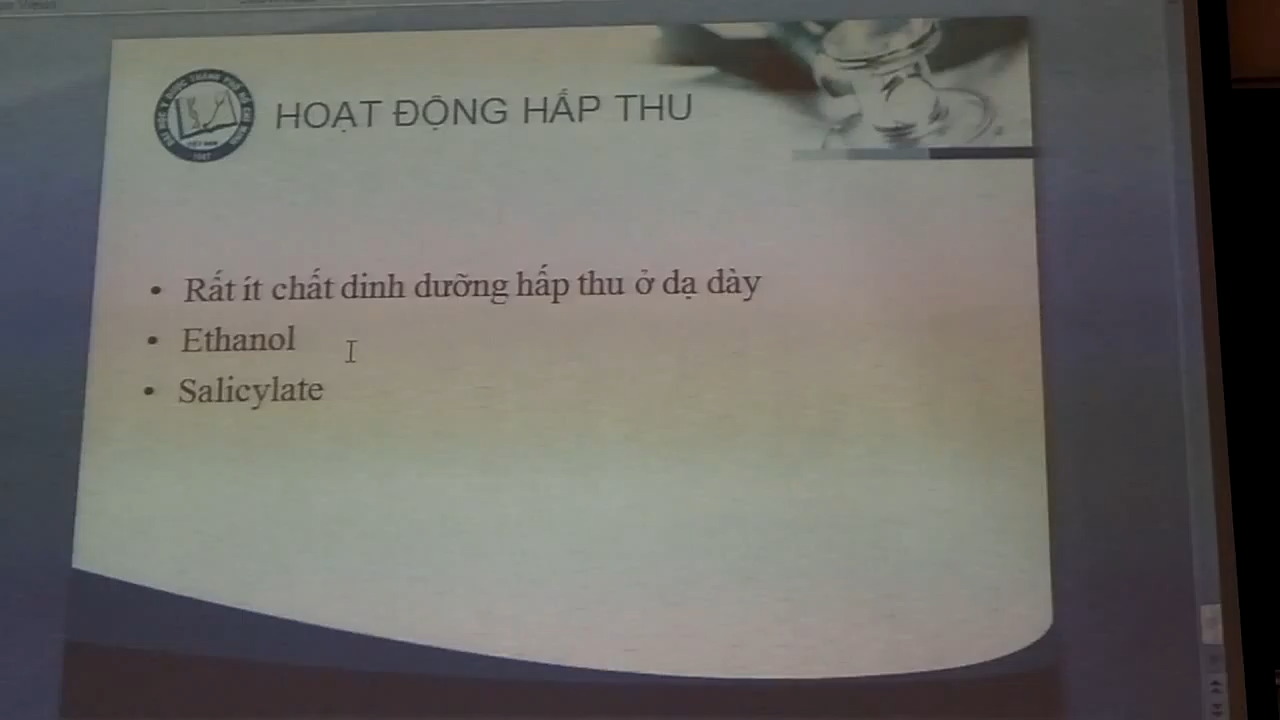 HOẠT ĐỘNG HẤP THU
• Rất ít chất dinh dưỡng hấp thu ở dạ dày
• Ethanol
• Salicylate